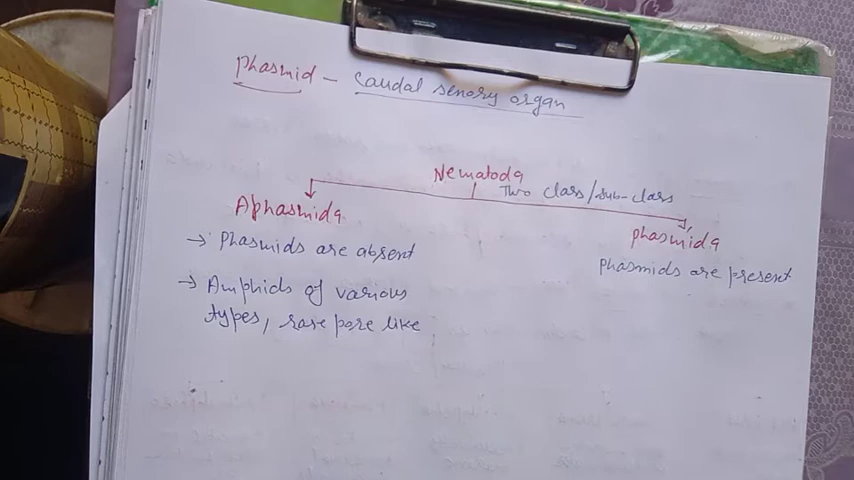 Phasmid - Caudal sensory organ
Nematoda
Two class/sub-class
Aphasmida
Phasmida
→ Phasmids are absent
Phasmids are present
→ Amphids of various
types, rare pore like